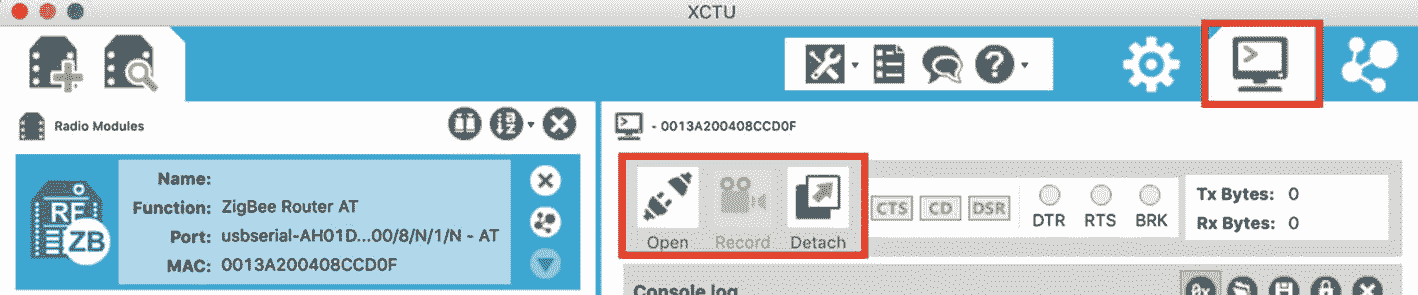 XCTU
Radio Modules
Name:
Function: ZigBee Router AT
Port: usbserial-AH01D...00/8/N/1/N - AT
MAC: 0013A200408CCD0F
RF
ZB
- 0013A200408CCD0F
Open Record Detach
CTS CD DSR
DTR RTS BRK
Tx Bytes: 0
Rx Bytes: 0
Console log